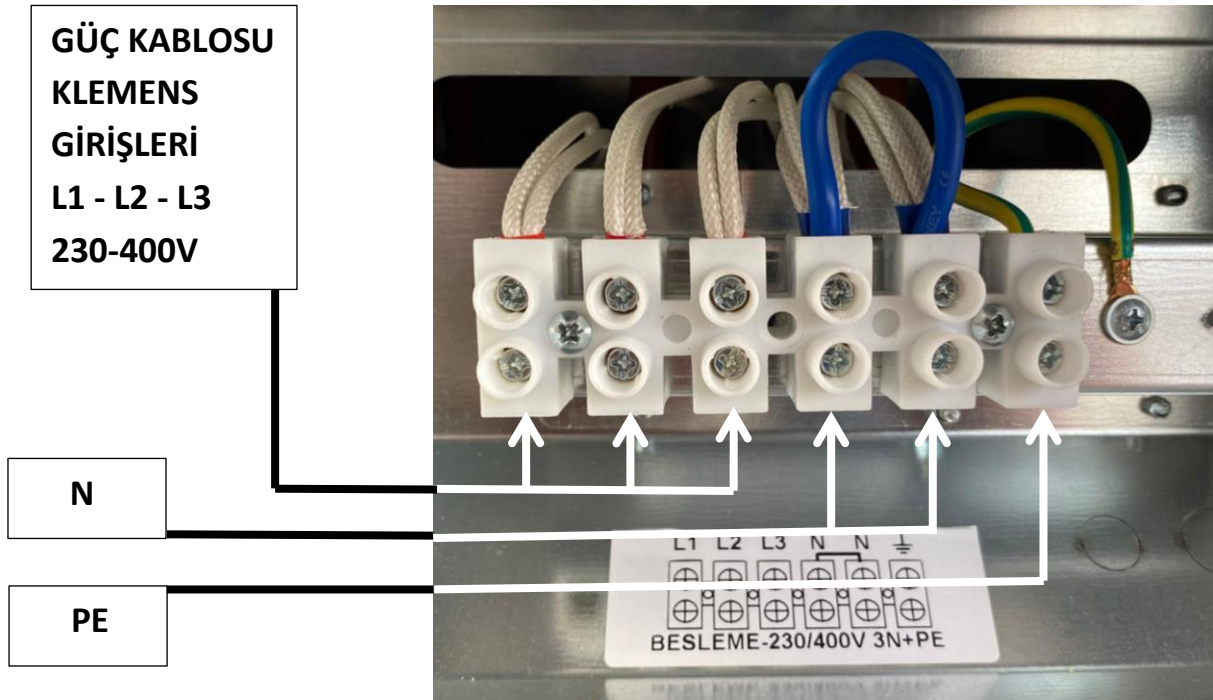 GÜÇ KABLOSU
KLEMENS
GİRİŞLERİ
L1 - L2 - L3
230-400V
N
PE
L1 L2 L3 N N
BESLEME-230/400V 3N+PE